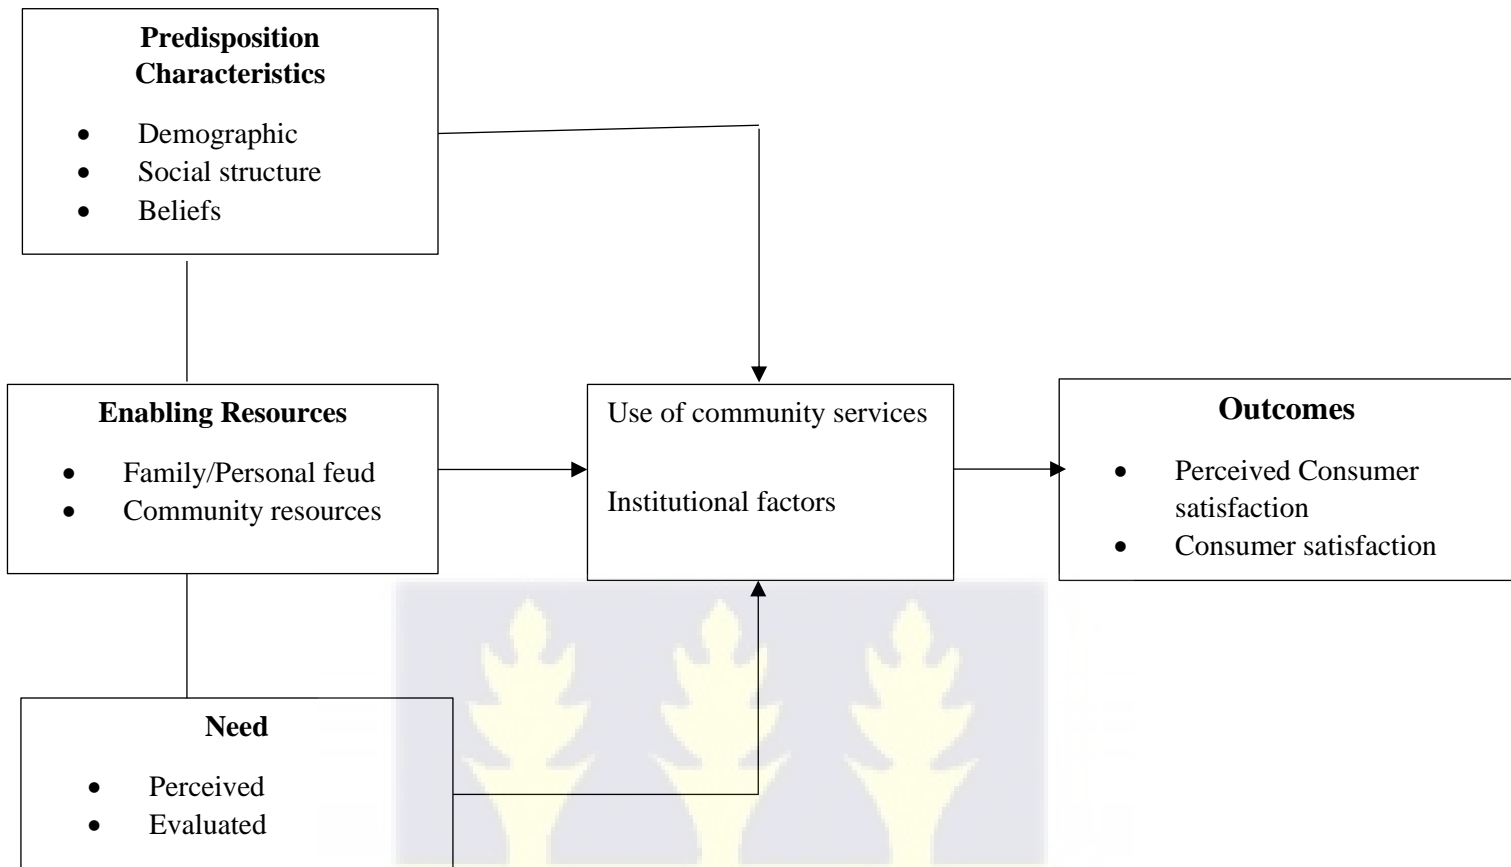 Predisposition
Characteristics
• Demographic
• Social structure
• Beliefs
Enabling Resources
• Family/Personal feud
• Community resources
Need
• Perceived
• Evaluated
Use of community services
Institutional factors
Outcomes
• Perceived Consumer
satisfaction
• Consumer satisfaction